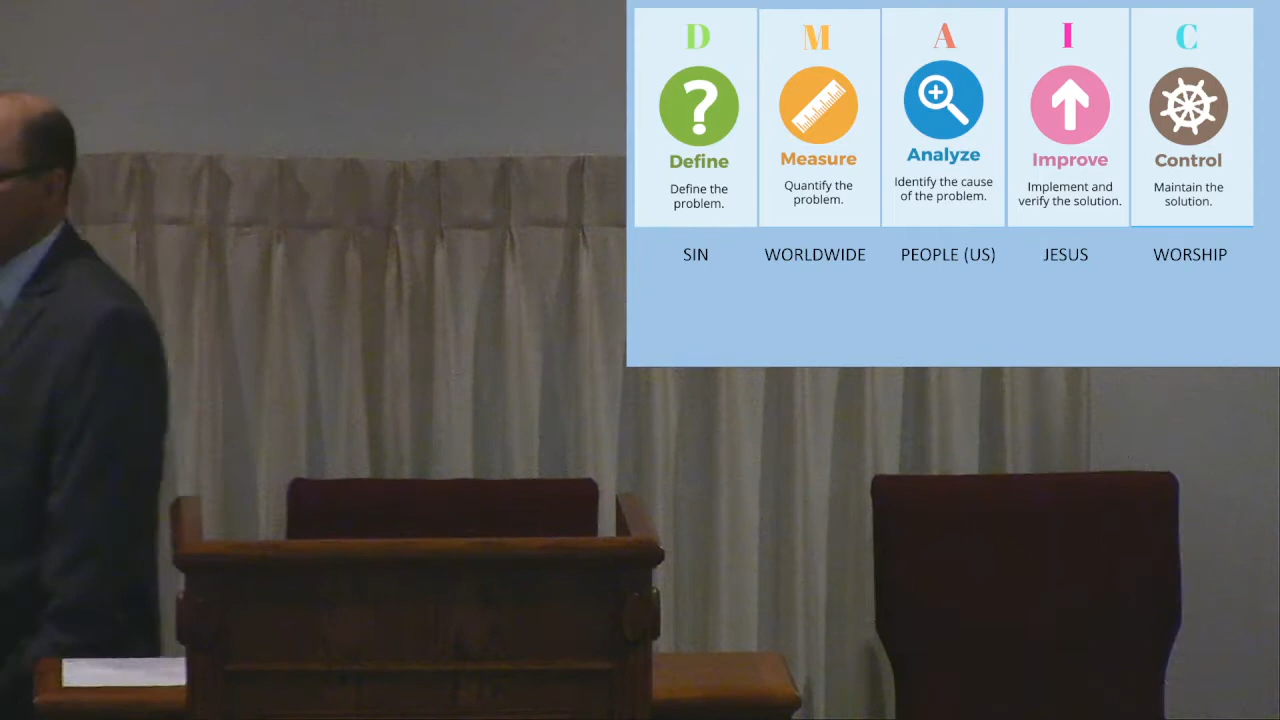 D M A I C
Define Measure Analyze Improve Control
Define the
problem.
Quantify the
problem.
Identify the cause
of the problem.
Implement and
verify the solution.
Maintain the
solution.
SIN WORLDWIDE PEOPLE (US) JESUS WORSHIP